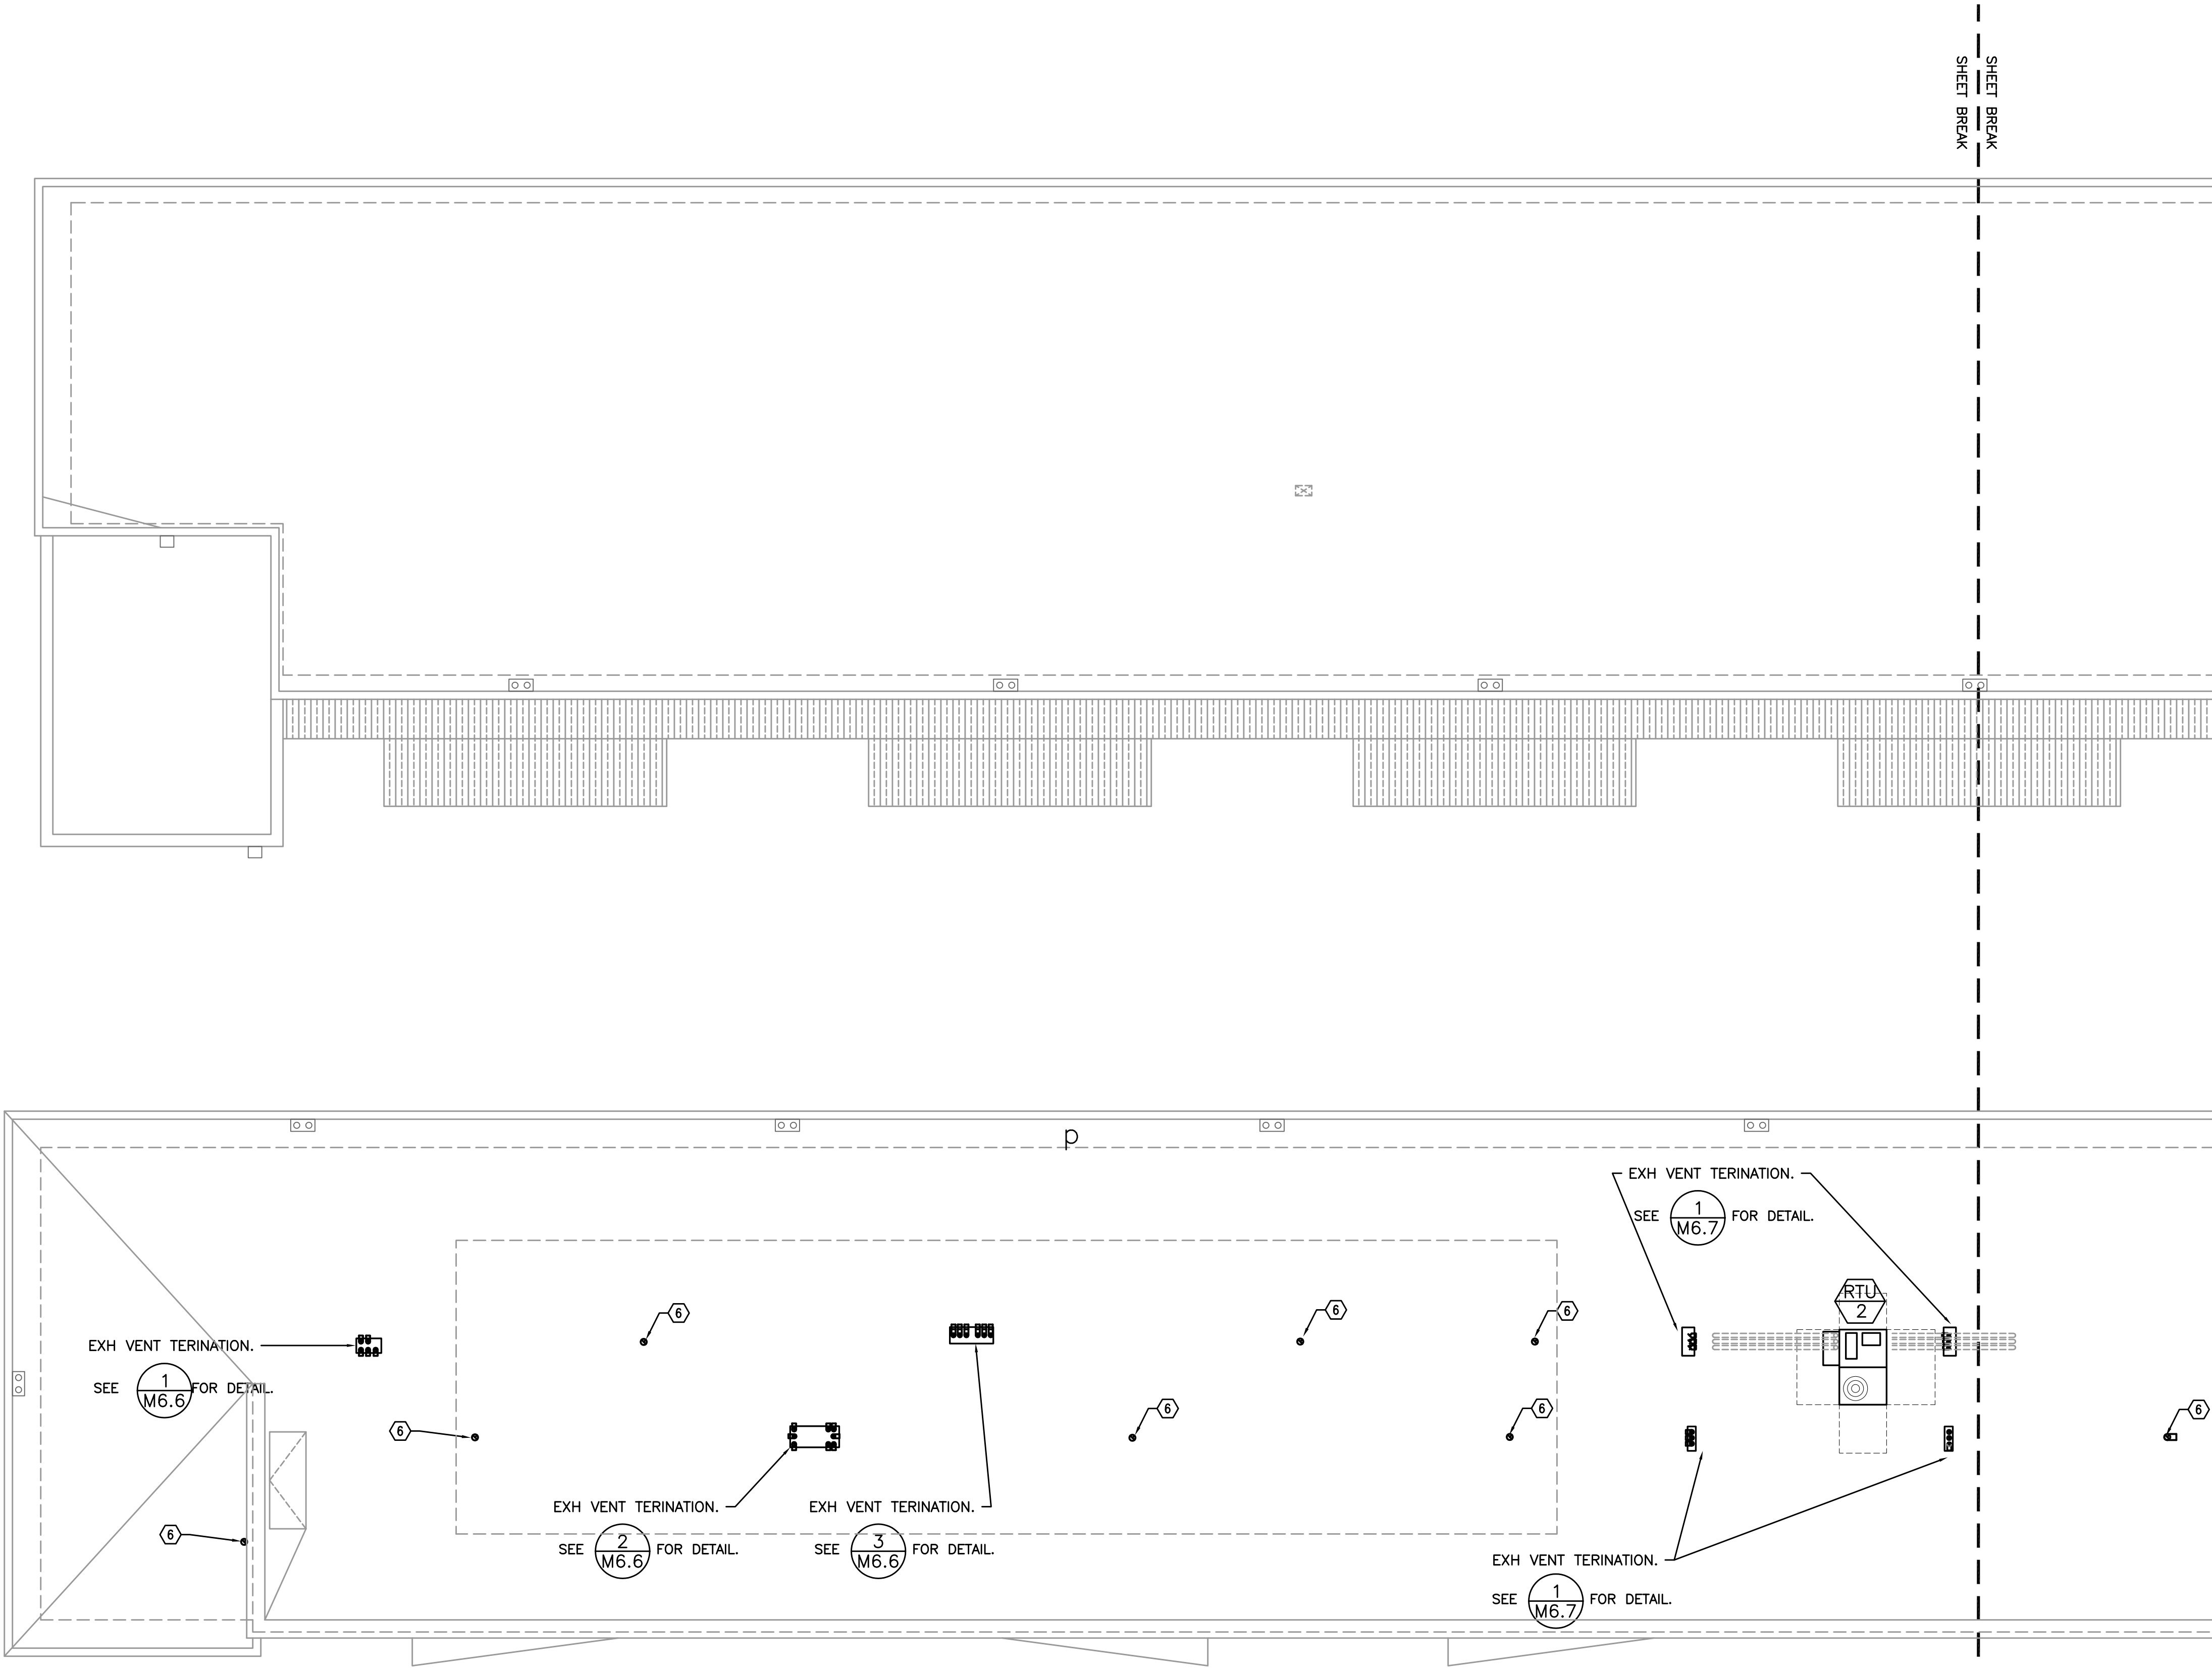 SHEET BREAK
SHEET BREAK
p
EXH VENT TERINATION.
SEE 1 FOR DETAIL.
M6.7
RTU
2
6
6
6
EXH VENT TERINATION.
SEE 1 FOR DETAIL.
M6.6
6
6
6
6
6
EXH VENT TERINATION.
SEE 2 FOR DETAIL.
M6.6
EXH VENT TERINATION.
SEE 3 FOR DETAIL.
M6.6
EXH VENT TERINATION.
SEE 1 FOR DETAIL.
M6.7